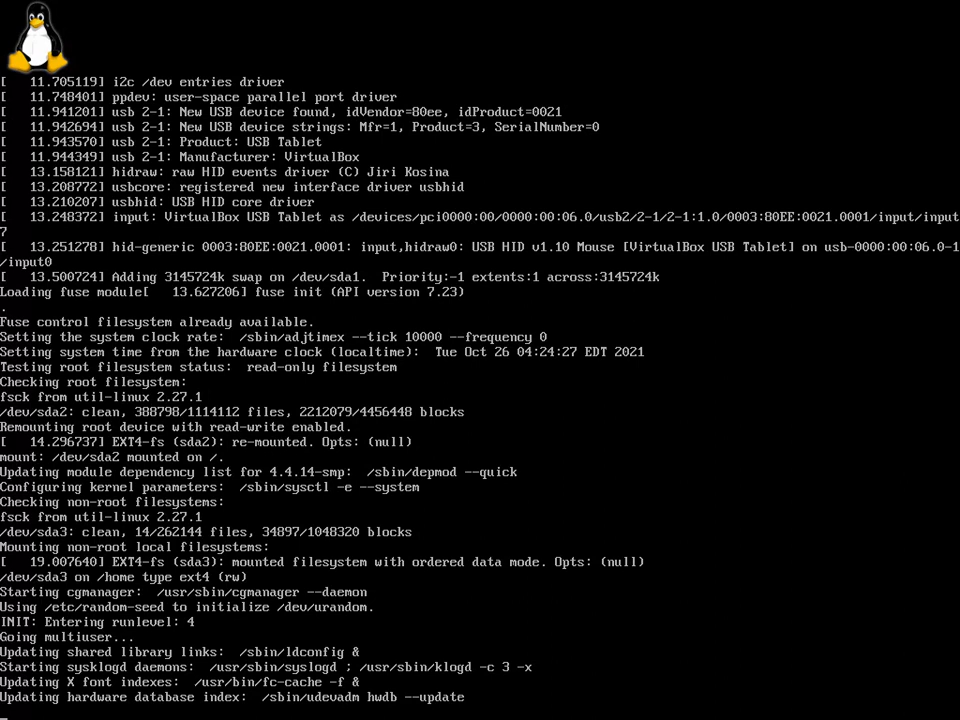 [   11.705119] i2c /dev entries driver
[   11.748401] ppdev: user-space parallel port driver
[   11.941201] usb 2-1: New USB device found, idVendor=80ee, idProduct=0021
[   11.942694] usb 2-1: New USB device strings: Mfr=1, Product=3, SerialNumber=0
[   11.943570] usb 2-1: Product: USB Tablet
[   11.944349] usb 2-1: Manufacturer: VirtualBox
[   13.158121] hidraw: raw HID events driver (C) Jiri Kosina
[   13.208772] usbcore: registered new interface driver usbhid
[   13.210207] usbhid: USB HID core driver
[   13.248372] input: VirtualBox USB Tablet as /devices/pci0000:00/0000:00:06.0/usb2/2-1/2-1:1.0/0003:80EE:0021.0001/input/input
7
[   13.251278] hid-generic 0003:80EE:0021.0001: input,hidraw0: USB HID v1.10 Mouse [VirtualBox USB Tablet] on usb-0000:00:06.0-1
/input0
[   13.500724] Adding 3145724k swap on /dev/sda1.  Priority:-1 extents:1 across:3145724k
Loading fuse module[   13.627206] fuse init (API version 7.23)
.
Fuse control filesystem already available.
Setting the system clock rate:  /sbin/adjtimex --tick 10000 --frequency 0
Setting system time from the hardware clock (localtime):  Tue Oct 26 04:24:27 EDT 2021
Testing root filesystem status:  read-only filesystem
Checking root filesystem:
fsck from util-linux 2.27.1
/dev/sda2: clean, 388798/1114112 files, 2212079/4456448 blocks
Remounting root device with read-write enabled.
[   14.296737] EXT4-fs (sda2): re-mounted. Opts: (null)
mount: /dev/sda2 mounted on /.
Updating module dependency list for 4.4.14-smp:  /sbin/depmod --quick
Configuring kernel parameters:  /sbin/sysctl -e --system
Checking non-root filesystems:
fsck from util-linux 2.27.1
/dev/sda3: clean, 14/262144 files, 34897/1048320 blocks
Mounting non-root local filesystems:
[   19.007640] EXT4-fs (sda3): mounted filesystem with ordered data mode. Opts: (null)
/dev/sda3 on /home type ext4 (rw)
Starting cgmanager:  /usr/sbin/cgmanager --daemon
Using /etc/random-seed to initialize /dev/urandom.
INIT: Entering runlevel: 4
Going multiuser...
Updating shared library links:  /sbin/ldconfig &
Starting sysklogd daemons:  /usr/sbin/syslogd ; /usr/sbin/klogd -c 3 -x
Updating X font indexes:  /usr/bin/fc-cache -f &
Updating hardware database index:  /sbin/udevadm hwdb --update